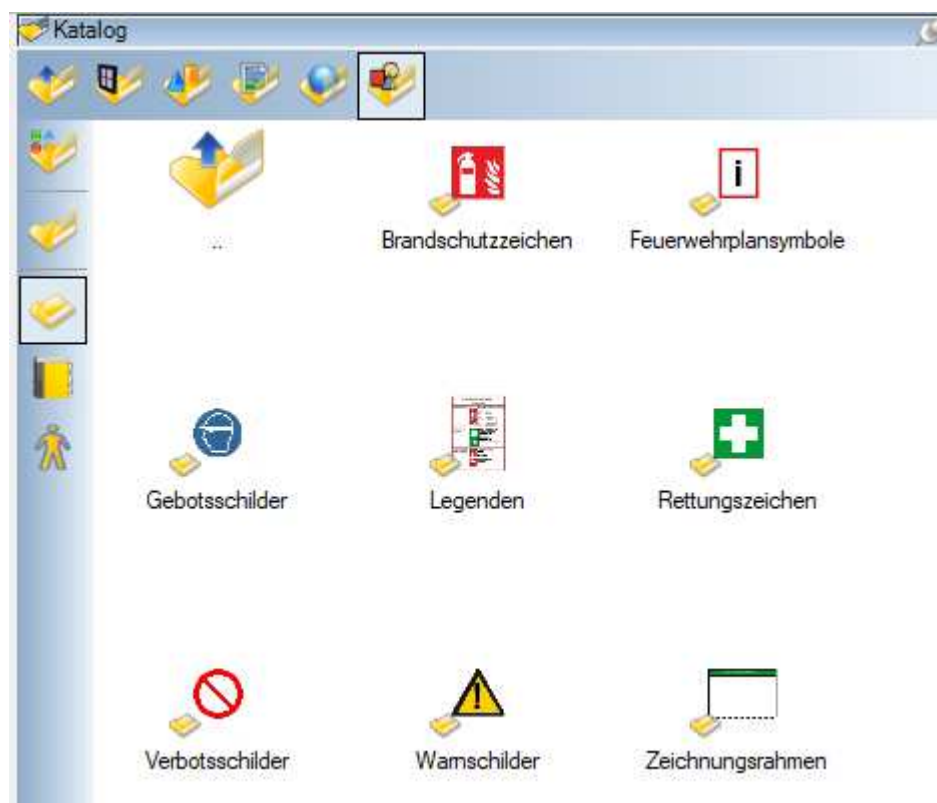 Katalog
..
Brandschutzzeichen
Feuerwehrplansymbole
i
Gebotsschilder
Legenden
Rettungszeichen
Verbotsschilder
Warnschilder
Zeichnungsrahmen